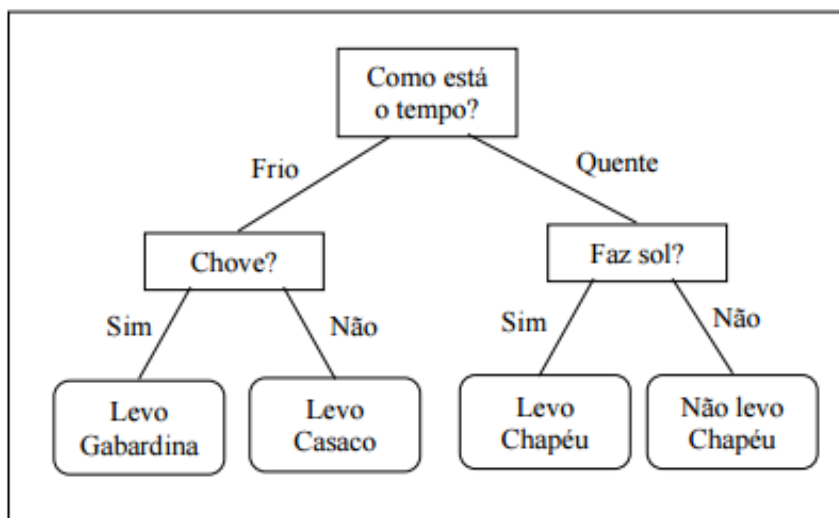 Como está
o tempo?
Frio
Quente
Chove?
Faz sol?
Sim
Não
Sim
Não
Levo
Gabardina
Levo
Casaco
Levo
Chapéu
Não levo
Chapéu